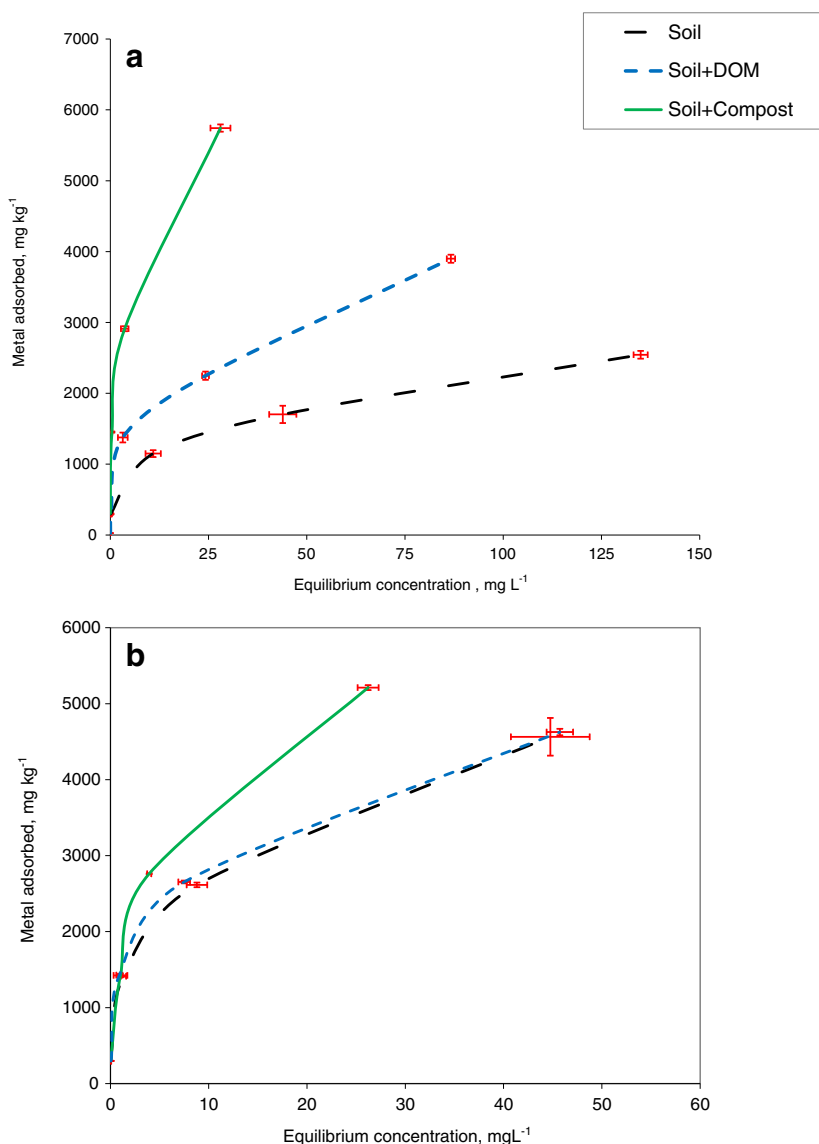 a
Soil
Soil+DOM
Soil+Compost
7000
6000
5000
4000
3000
2000
1000
0
Metal adsorbed, mg kg⁻¹
0 25 50 75 100 125 150
Equilibrium concentration , mg L⁻¹
b
6000
5000
4000
3000
2000
1000
0
Metal adsorbed, mg kg⁻¹
0 10 20 30 40 50 60
Equilibrium concentration, mgL⁻¹